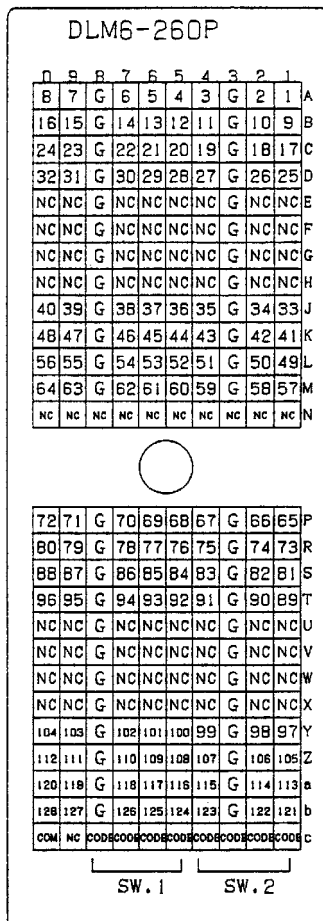 DLM6-260P
0 9 8 7 6 5 4 3 2 1
8 7 G 6 5 4 3 G 2 1 A
16 15 G 14 13 12 11 G 10 9 B
24 23 G 22 21 20 19 G 18 17 C
32 31 G 30 29 28 27 G 26 25 D
NC NC G NC NC NC NC G NC NC E
NC NC G NC NC NC NC G NC NC F
NC NC G NC NC NC NC G NC NC G
NC NC G NC NC NC NC G NC NC H
40 39 G 38 37 36 35 G 34 33 J
48 47 G 46 45 44 43 G 42 41 K
56 55 G 54 53 52 51 G 50 49 L
64 63 G 62 61 60 59 G 58 57 M
NC NC NC NC NC NC NC NC NC NC N
72 71 G 70 69 68 67 G 66 65 P
80 79 G 78 77 76 75 G 74 73 R
88 87 G 86 85 84 83 G 82 81 S
96 95 G 94 93 92 91 G 90 89 T
NC NC G NC NC NC NC G NC NC U
NC NC G NC NC NC NC G NC NC V
NC NC G NC NC NC NC G NC NC W
NC NC G NC NC NC NC G NC NC X
104 103 G 102 101 100 99 G 98 97 Y
112 111 G 110 109 108 107 G 106 105 Z
120 119 G 118 117 116 115 G 114 113 a
128 127 G 126 125 124 123 G 122 121 b
COM NC CODE CODE CODE CODE CODE CODE CODE CODE c
SW.1 SW.2